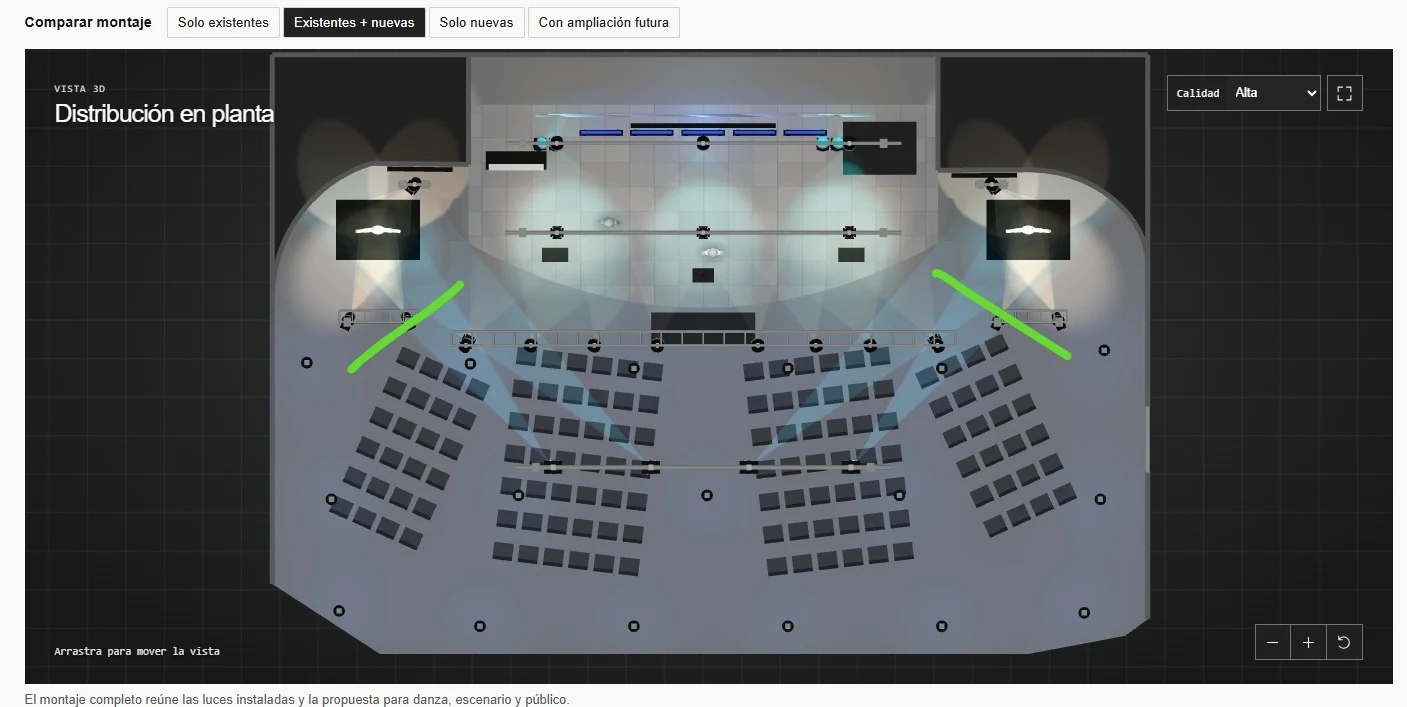 Comparar montaje Solo existentes Existentes + nuevas Solo nuevas Con ampliación futura
VISTA 3D
Distribución en planta
Calidad Alta
Arrastra para mover la vista
− +
El montaje completo reúne las luces instaladas y la propuesta para danza, escenario y público.